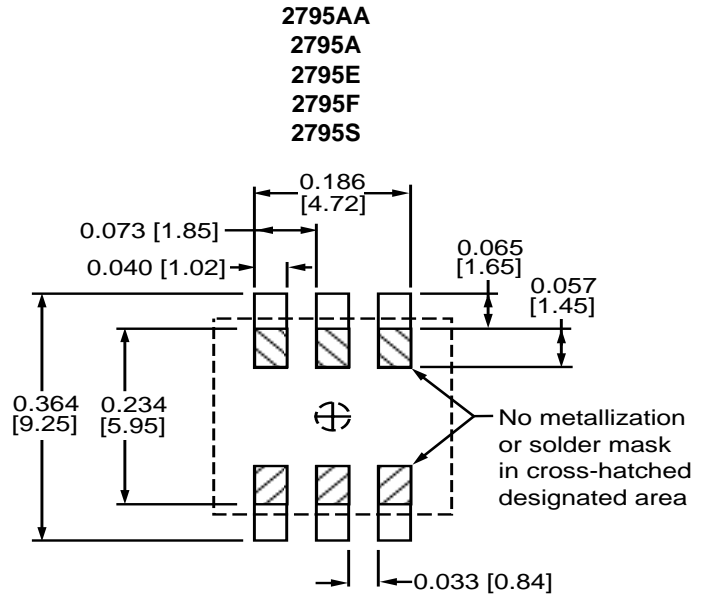 2795AA
2795A
2795E
2795F
2795S
0.186
[4.72]
0.073 [1.85]
0.040 [1.02]
0.065
[1.65]
0.057
[1.45]
0.364
[9.25]
0.234
[5.95]
No metallization
or solder mask
in cross-hatched
designated area
0.033 [0.84]